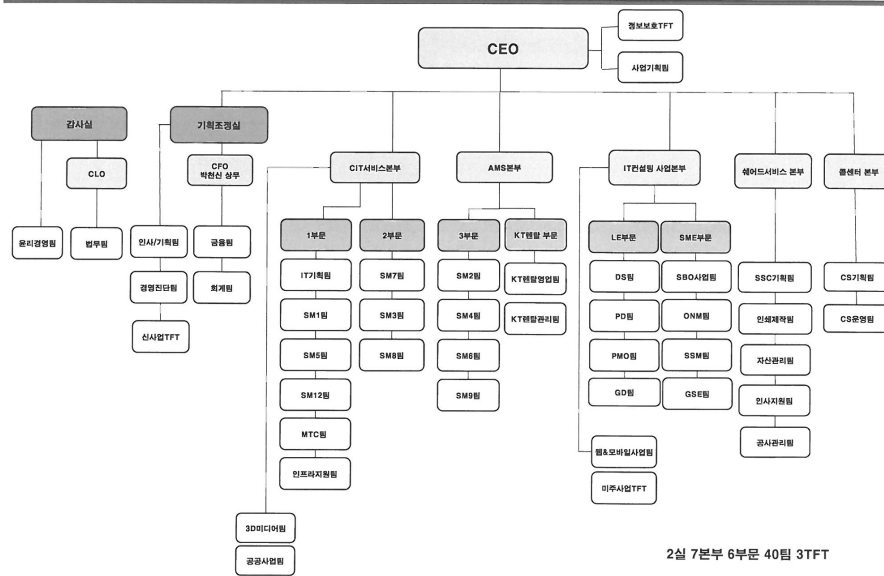 정보보호TFT
CEO
사업기획팀
감사실
기획조정실
CLO
CFO
박천신 상무
CIT서비스본부
AMS본부
IT컨설팅 사업본부
쉐어드서비스 본부
콜센터 본부
윤리경영팀
법무팀
인사/기획팀
금융팀
1부문
2부문
3부문
KT렌탈 부문
LE부문
SME부문
경영진단팀
회계팀
신사업TFT
IT기획팀
SM7팀
SM2팀
KT렌탈영업팀
DS팀
SBO사업팀
SSC기획팀
CS기획팀
SM1팀
SM3팀
SM4팀
KT렌탈관리팀
PD팀
ONM팀
인쇄제작팀
CS운영팀
SM5팀
SM8팀
SM6팀
PMO팀
SSM팀
자산관리팀
SM12팀
SM9팀
GD팀
GSE팀
인사지원팀
MTC팀
공사관리팀
인프라지원팀
웹&모바일사업팀
미주사업TFT
3D미디어팀
공공사업팀
2실 7본부 6부문 40팀 3TFT